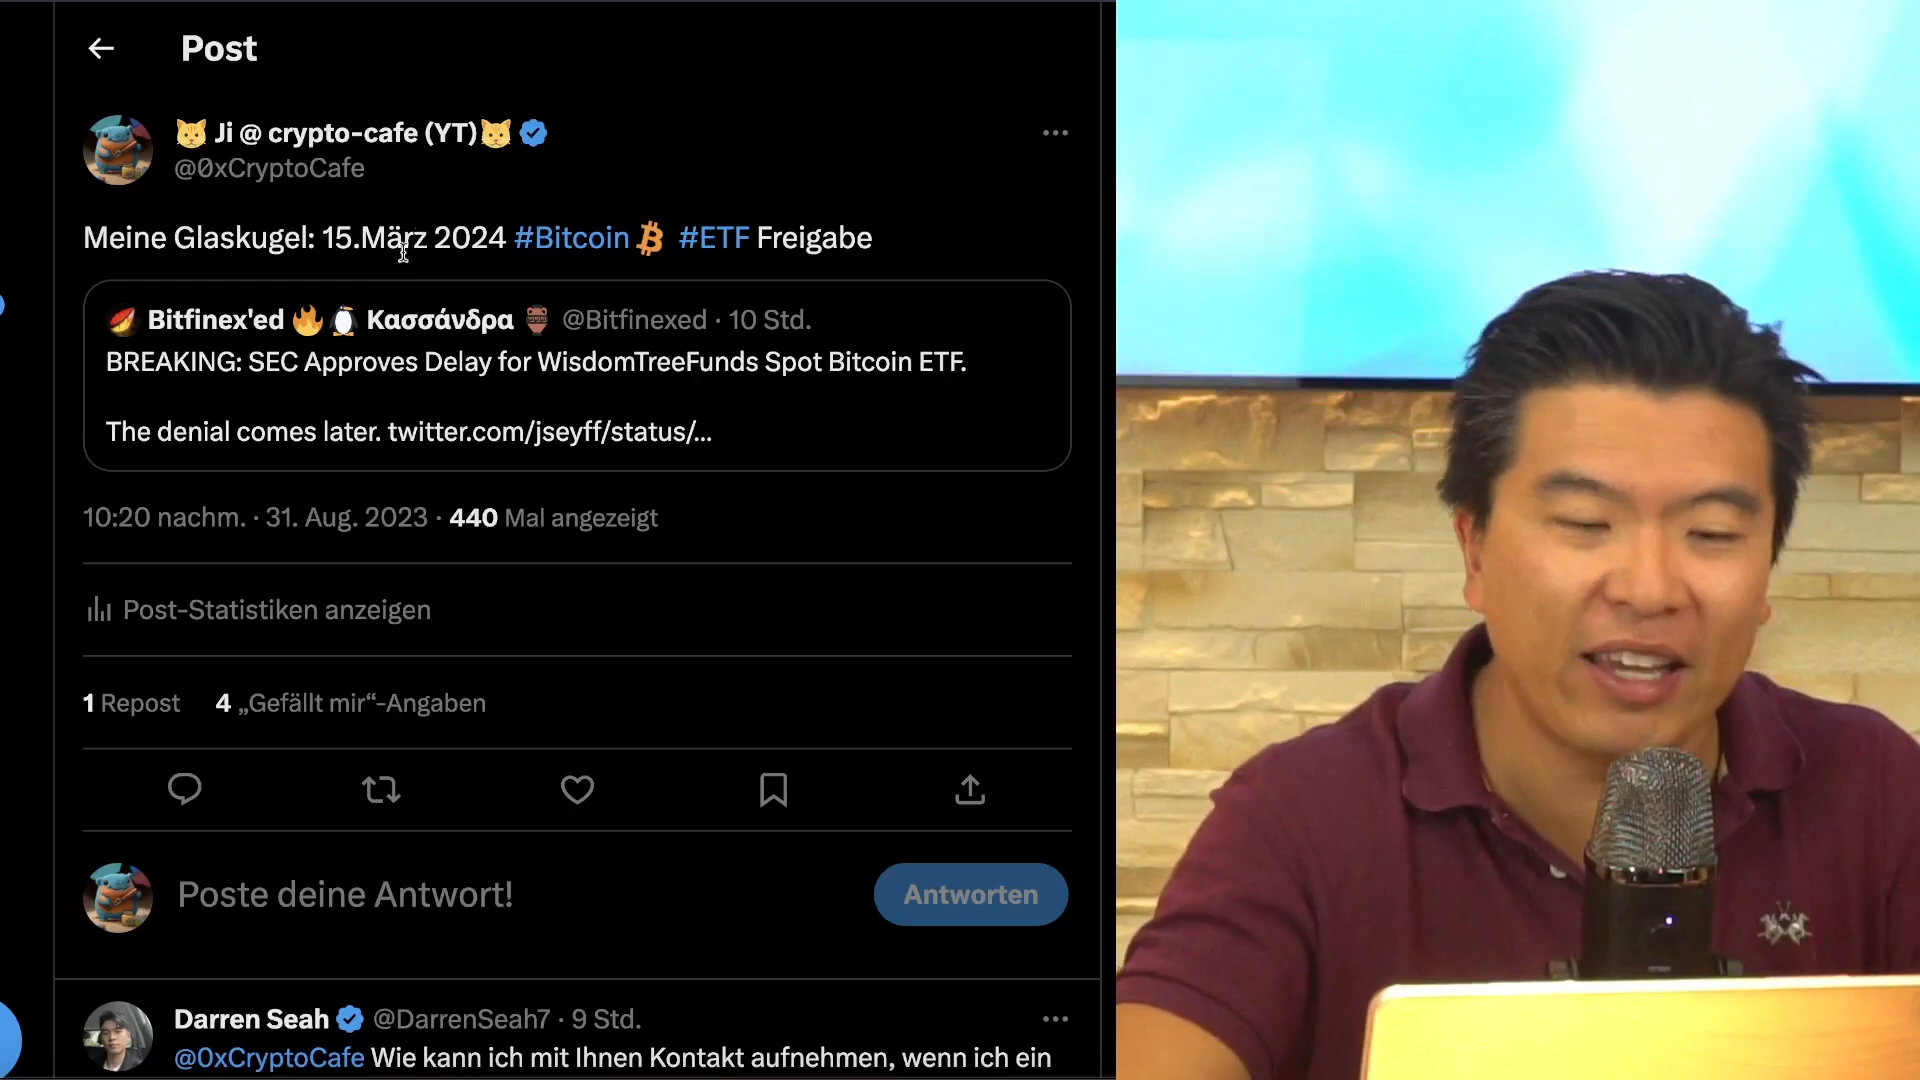 Post
🐱 Ji @ crypto-cafe (YT)🐱
@0xCryptoCafe
Meine Glaskugel: 15.März 2024 #Bitcoin #ETF Freigabe
Bitfinex'ed 🔥🐧 Κασσάνδρα 🏺 @Bitfinexed · 10 Std.
BREAKING: SEC Approves Delay for WisdomTreeFunds Spot Bitcoin ETF.
The denial comes later. twitter.com/jseyff/status/…
10:20 nachm. · 31. Aug. 2023 · 440 Mal angezeigt
Post-Statistiken anzeigen
1 Repost 4 „Gefällt mir“-Angaben
Poste deine Antwort!
Antworten
Darren Seah @DarrenSeah7 · 9 Std.
@0xCryptoCafe Wie kann ich mit Ihnen Kontakt aufnehmen, wenn ich ein